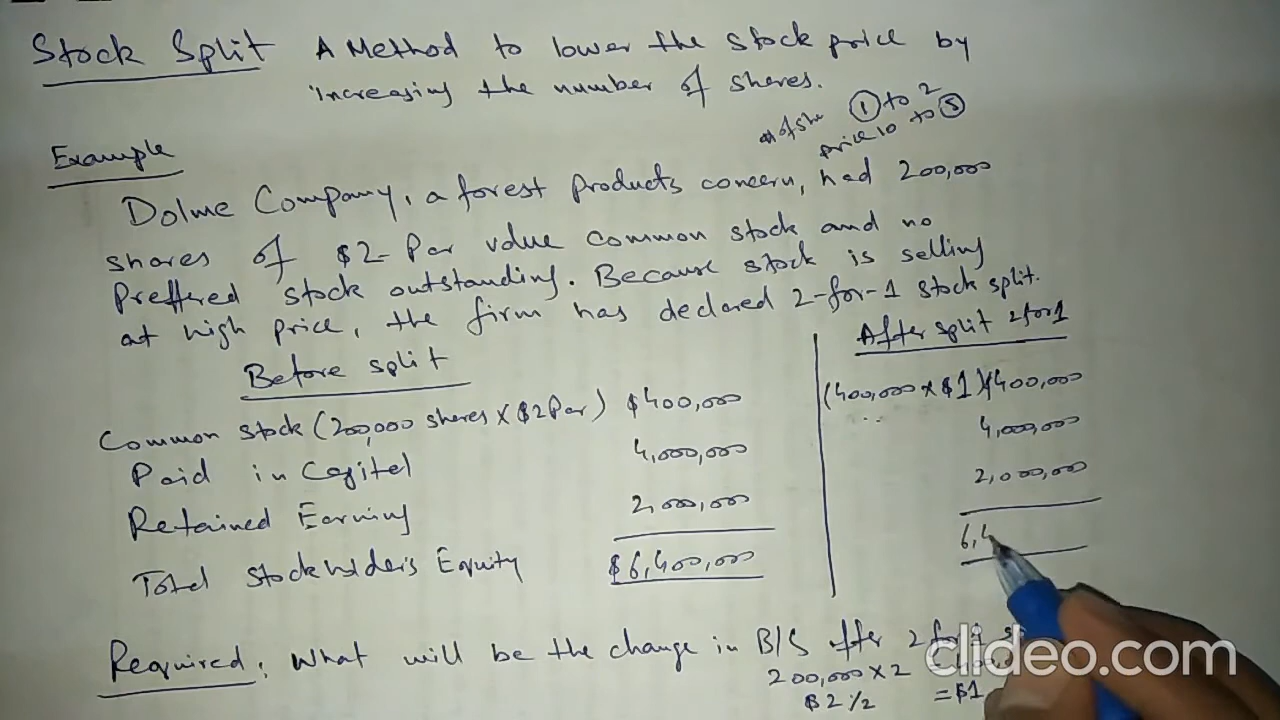 Stock Split A Method to lower the stock price by
increasing the number of shares.
# of sh ① to 2
price 10 to ⑤
Example
Dolme Company, a forest products concern, had 200,000
shares of $2 Par value common stock and no
Preffered stock outstanding. Because stock is selling
at high price, the firm has declared 2-for-1 stock split.
Before split
After split 2 for 1
Common stock (200,000 shares x $2 Par) $400,000
(400,000 x $1) 400,000
Paid in Capital 4,000,000
4,000,000
Retained Earning 2,000,000
2,000,000
Total Stockholder's Equity $6,400,000
6,4
Required: What will be the change in B/S after 2 for 1
200,000 x 2
$2/2 = $1
clideo.com